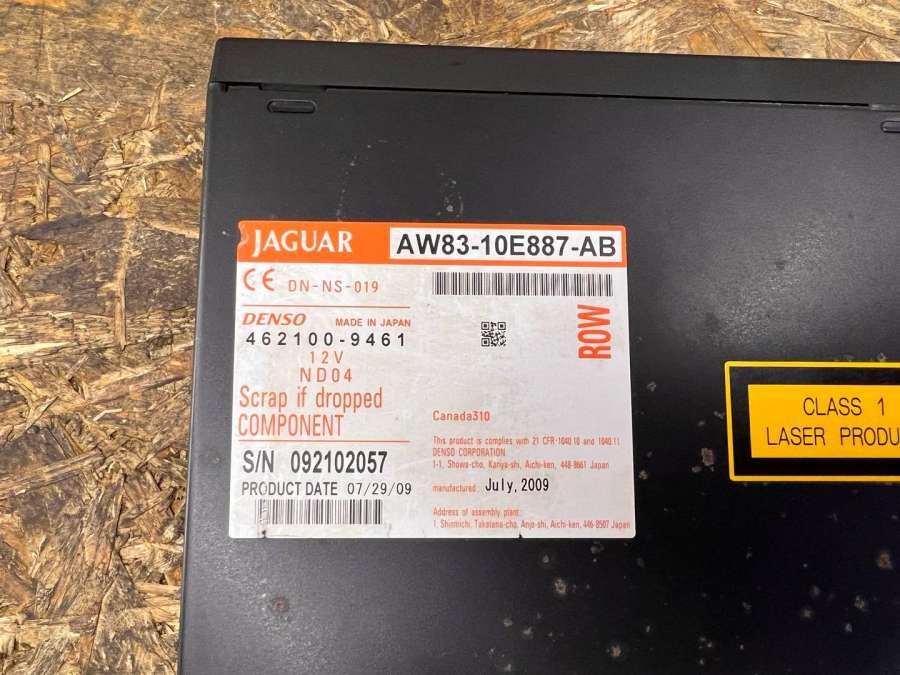 JAGUAR
AW83-10E887-AB
CE DN-NS-019
DENSO MADE IN JAPAN
462100-9461
12V
ND04
Scrap if dropped
COMPONENT
S/N 092102057
PRODUCT DATE 07/29/09
ROW
Canada310
This product is complies with 21 CFR·1040.10 and 1040.11
DENSO CORPORATION
1-1, Showa-cho, Kariya-shi, Aichi-ken, 448-8661 Japan
manufactured July, 2009
Address of assembly plant:
1, Shinmichi, Takatana-cho, Anjo-shi, Aichi-ken, 446-8507 Japan
CLASS 1
LASER PRODU